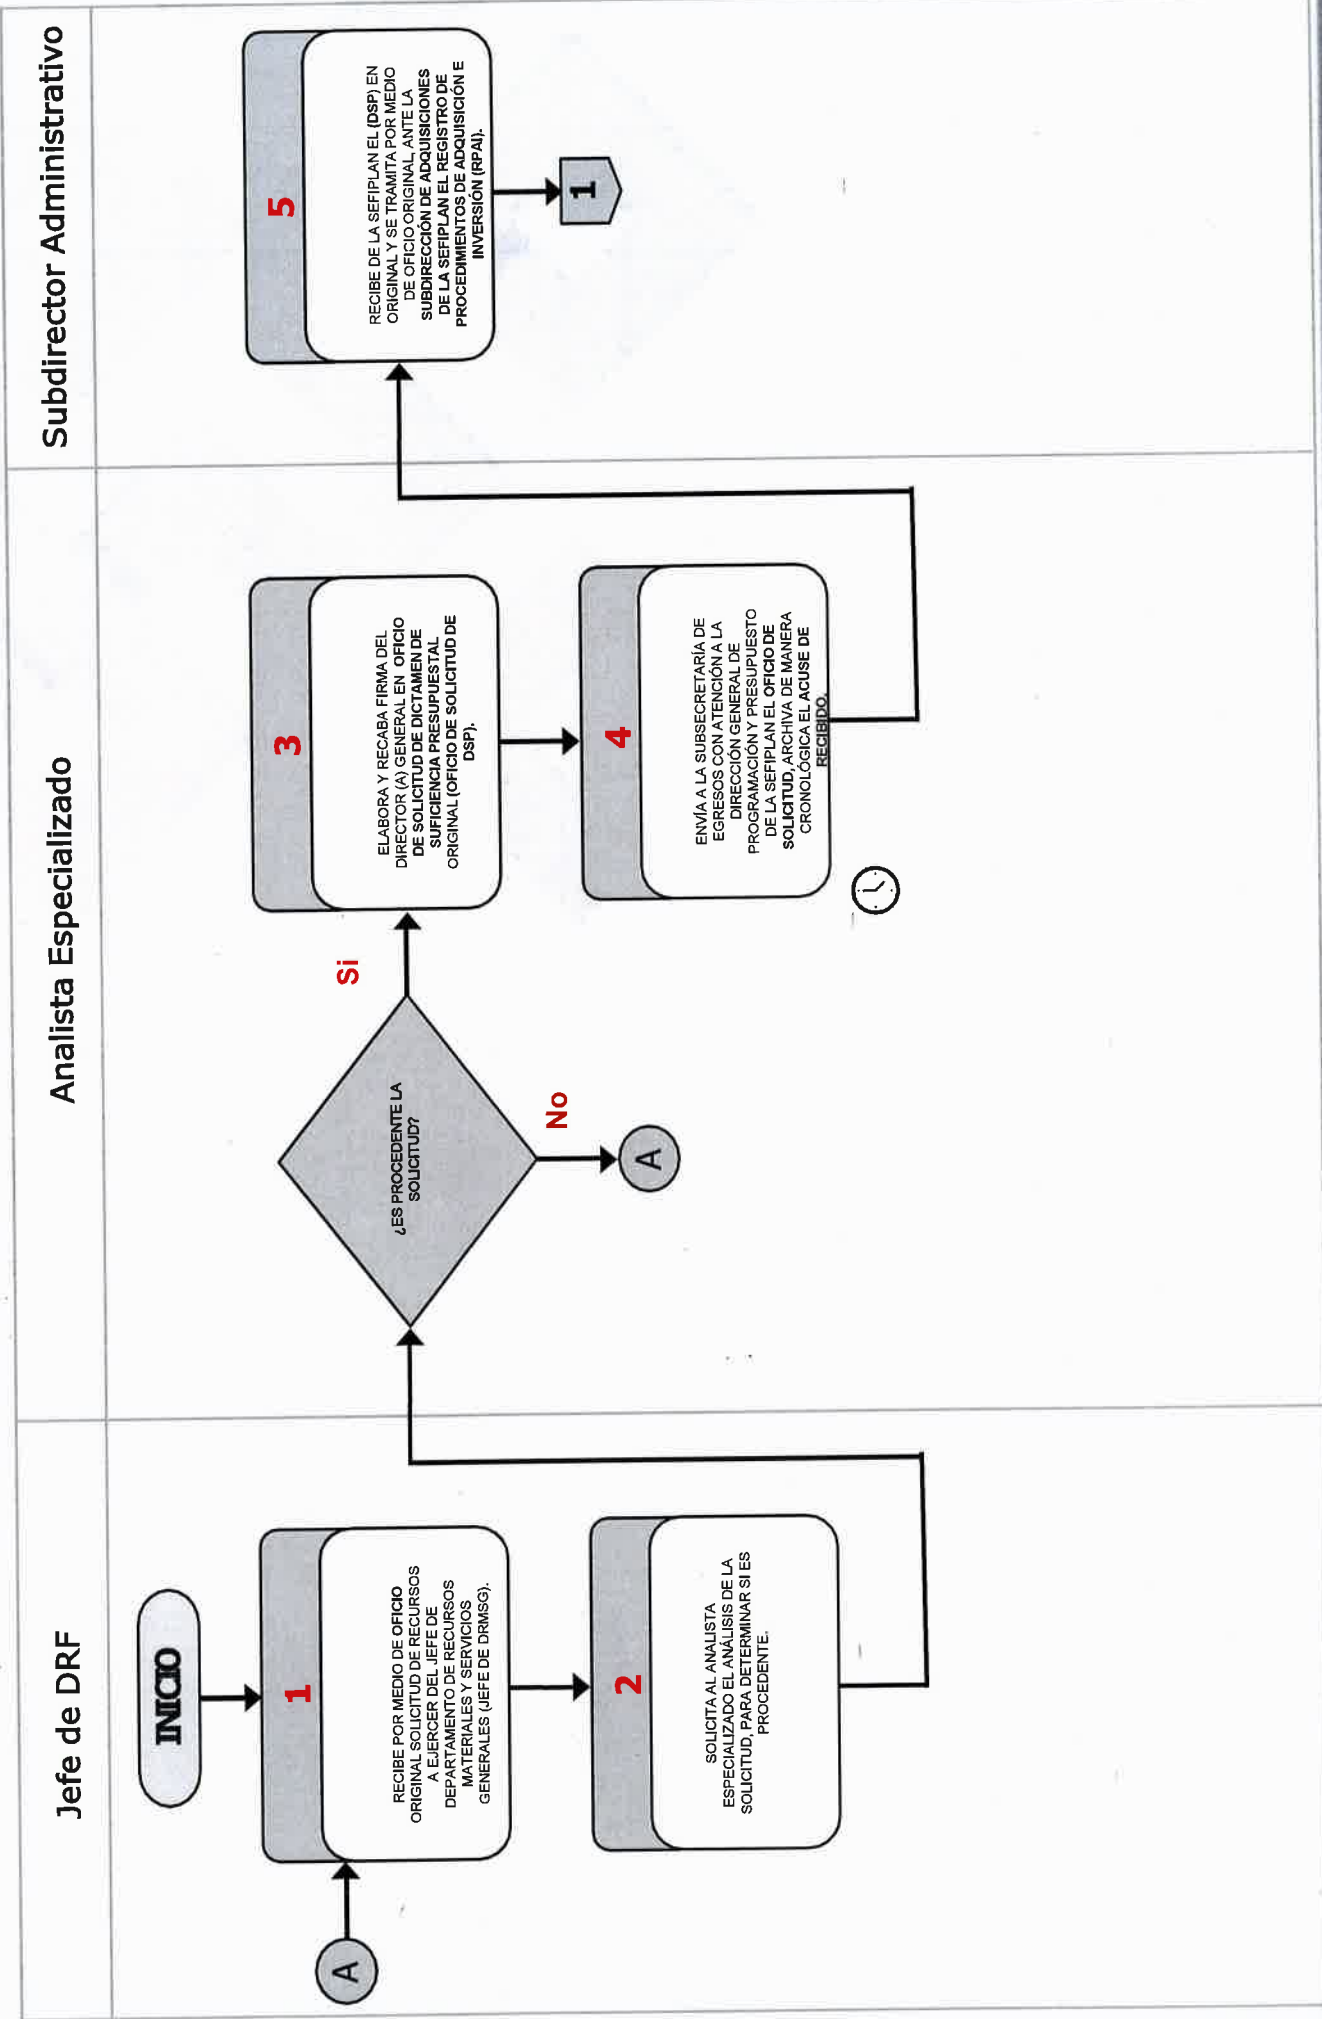 Jefe de DRF
Analista Especializado
Subdirector Administrativo
INICIO
A
1
RECIBE POR MEDIO DE OFICIO
ORIGINAL SOLICITUD DE RECURSOS
A EJERCER DEL JEFE DE
DEPARTAMENTO DE RECURSOS
MATERIALES Y SERVICIOS
GENERALES (JEFE DE DRMSG).
2
SOLICITA AL ANALISTA
ESPECIALIZADO EL ANÁLISIS DE LA
SOLICITUD, PARA DETERMINAR SI ES
PROCEDENTE.
¿ES PROCEDENTE LA
SOLICITUD?
Si
No
A
3
ELABORA Y RECABA FIRMA DEL
DIRECTOR (A) GENERAL EN OFICIO
DE SOLICITUD DE DICTAMEN DE
SUFICIENCIA PRESUPUESTAL
ORIGINAL (OFICIO DE SOLICITUD DE
DSP).
4
ENVÍA A LA SUBSECRETARÍA DE
EGRESOS CON ATENCIÓN A LA
DIRECCIÓN GENERAL DE
PROGRAMACIÓN Y PRESUPUESTO
DE LA SEFIPLAN EL OFICIO DE
SOLICITUD, ARCHIVA DE MANERA
CRONOLÓGICA EL ACUSE DE
RECIBIDO.
5
RECIBE DE LA SEFIPLAN EL (DSP) EN
ORIGINAL Y SE TRAMITA POR MEDIO
DE OFICIO ORIGINAL, ANTE LA
SUBDIRECCIÓN DE ADQUISICIONES
DE LA SEFIPLAN EL REGISTRO DE
PROCEDIMIENTOS DE ADQUISICIÓN E
INVERSIÓN (RPAI).
1